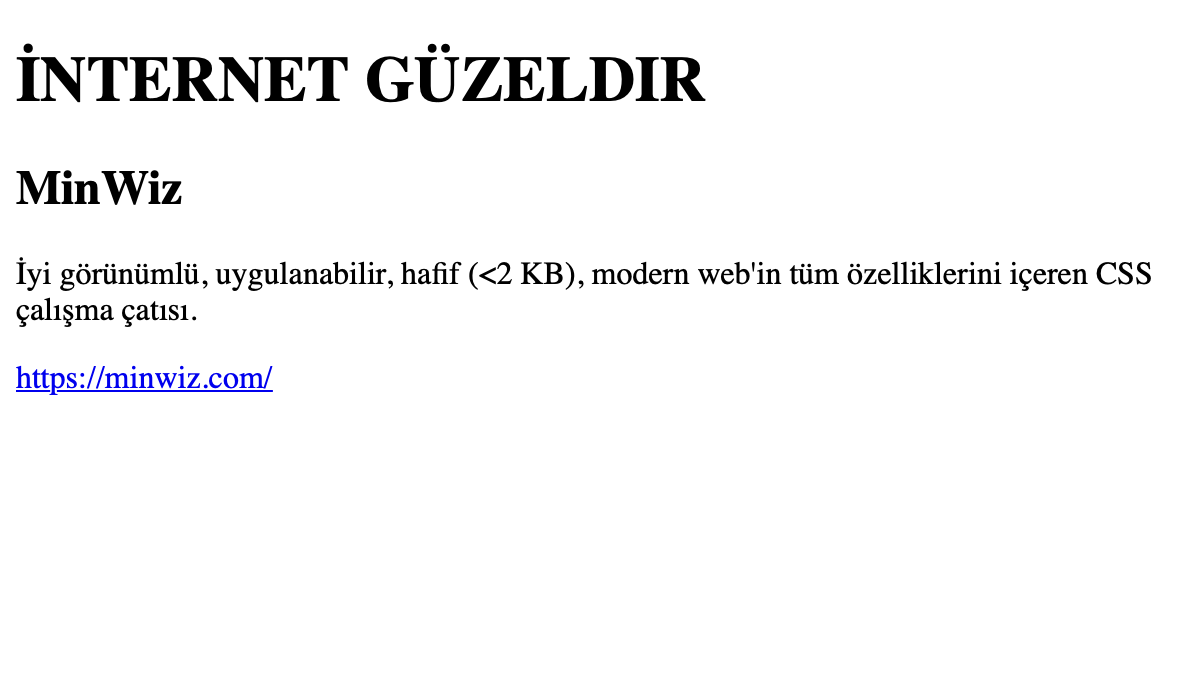 İNTERNET GÜZELDIR
MinWiz
İyi görünümlü, uygulanabilir, hafif (<2 KB), modern web'in tüm özelliklerini içeren CSS
çalışma çatısı.
https://minwiz.com/